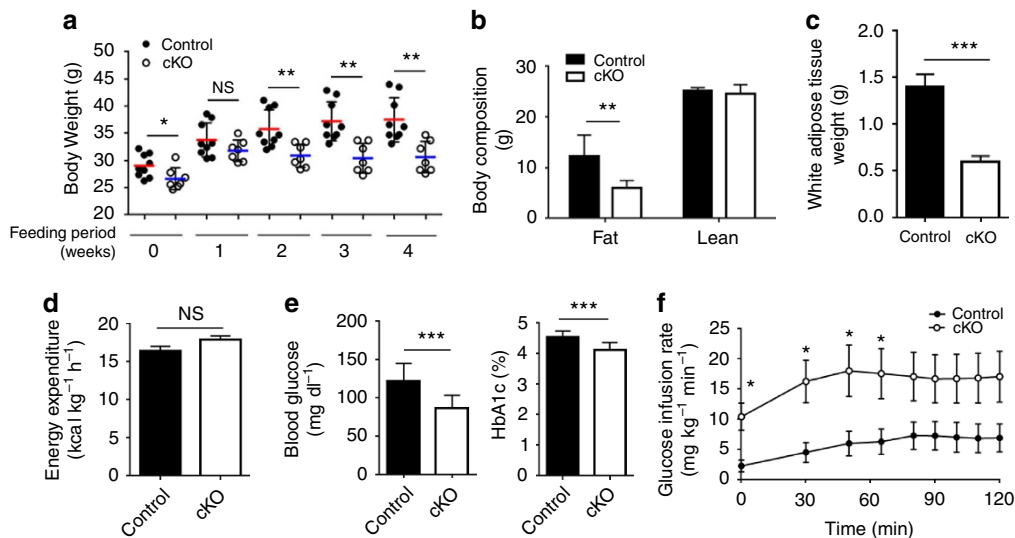 a
Control
cKO
Body Weight (g)
50
45
40
35
30
25
20
*
NS
**
**
**
Feeding period
(weeks)
0
1
2
3
4
b
Control
cKO
Body composition
(g)
30
20
10
0
**
Fat
Lean
c
White adipose tissue
weight (g)
2.0
1.5
1.0
0.5
0.0
***
Control
cKO
d
Energy expenditure
(kcal kg−1 h−1)
20
15
10
5
0
NS
Control
cKO
e
Blood glucose
(mg dl−1)
200
150
100
50
0
***
Control
cKO
HbA1c (%)
5
4
3
2
1
0
***
Control
cKO
f
Control
cKO
Glucose infusion rate
(mg kg−1 min−1)
25
20
15
10
5
0
*
*
*
*
0
30
60
90
120
Time (min)